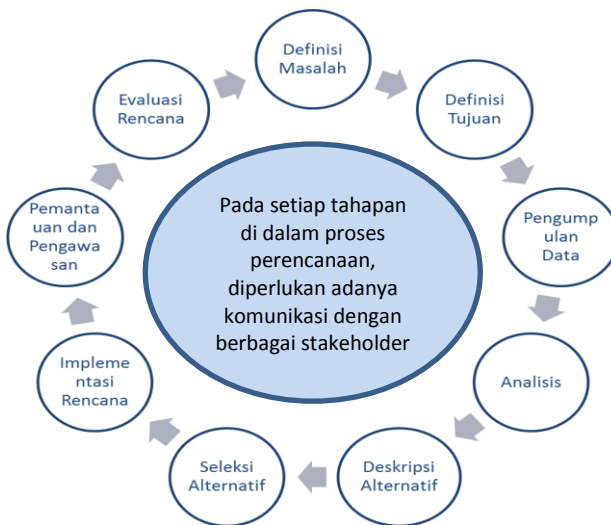 Definisi
Masalah
Definisi
Tujuan
Pengump
ulan
Data
Analisis
Deskripsi
Alternatif
Seleksi
Alternatif
Impleme
ntasi
Rencana
Pemanta
uan dan
Pengawa
san
Evaluasi
Rencana
Pada setiap tahapan
di dalam proses
perencanaan,
diperlukan adanya
komunikasi dengan
berbagai stakeholder